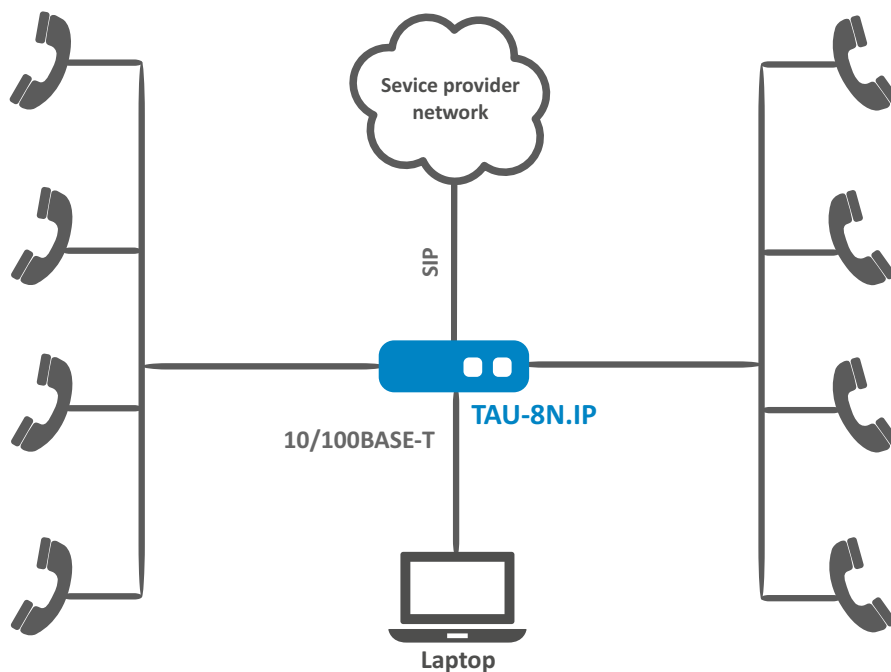 Sevice provider
network
SIP
TAU-8N.IP
10/100BASE-T
Laptop